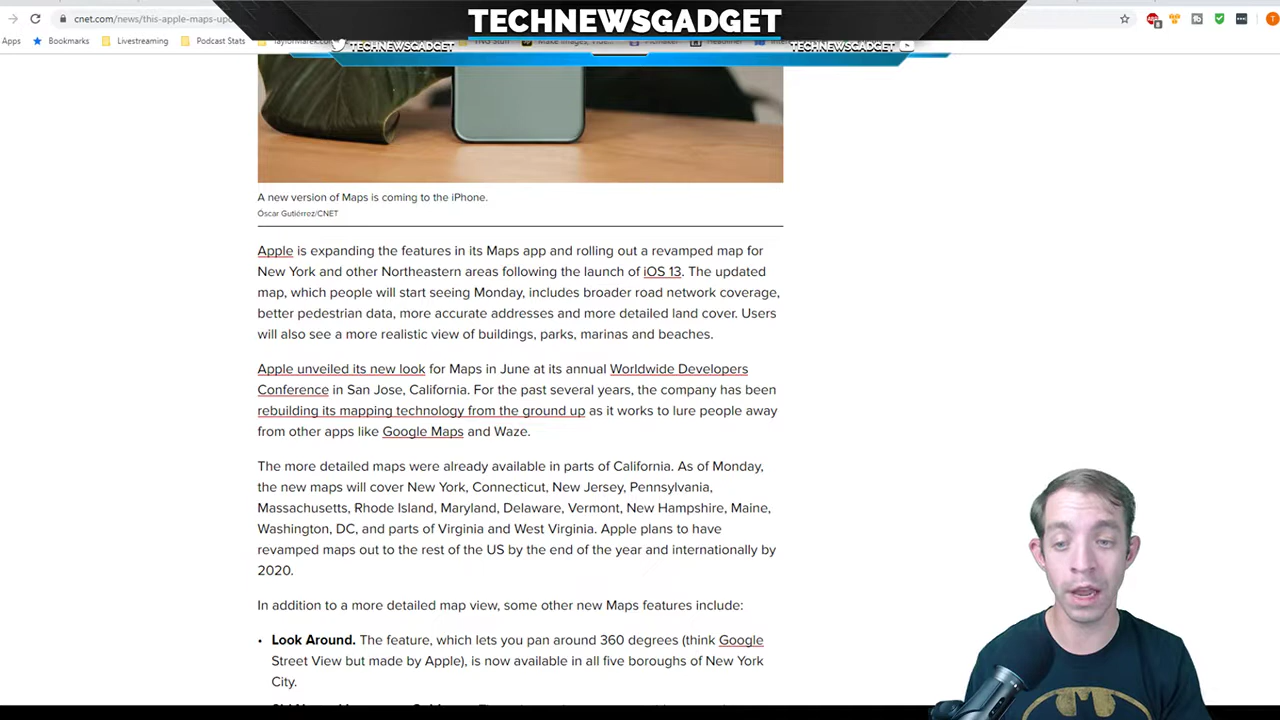 cnet.com/news/this-apple-maps-upd
TECHNEWSGADGET
Apps
Bookmarks
Livestreaming
Podcast Stats
TECHNEWSGADGET
TECHNEWSGADGET
A new version of Maps is coming to the iPhone.
Óscar Gutiérrez/CNET
Apple is expanding the features in its Maps app and rolling out a revamped map for
New York and other Northeastern areas following the launch of iOS 13. The updated
map, which people will start seeing Monday, includes broader road network coverage,
better pedestrian data, more accurate addresses and more detailed land cover. Users
will also see a more realistic view of buildings, parks, marinas and beaches.
Apple unveiled its new look for Maps in June at its annual Worldwide Developers
Conference in San Jose, California. For the past several years, the company has been
rebuilding its mapping technology from the ground up as it works to lure people away
from other apps like Google Maps and Waze.
The more detailed maps were already available in parts of California. As of Monday,
the new maps will cover New York, Connecticut, New Jersey, Pennsylvania,
Massachusetts, Rhode Island, Maryland, Delaware, Vermont, New Hampshire, Maine,
Washington, DC, and parts of Virginia and West Virginia. Apple plans to have
revamped maps out to the rest of the US by the end of the year and internationally by
2020.
In addition to a more detailed map view, some other new Maps features include:
• Look Around. The feature, which lets you pan around 360 degrees (think Google
Street View but made by Apple), is now available in all five boroughs of New York
City.